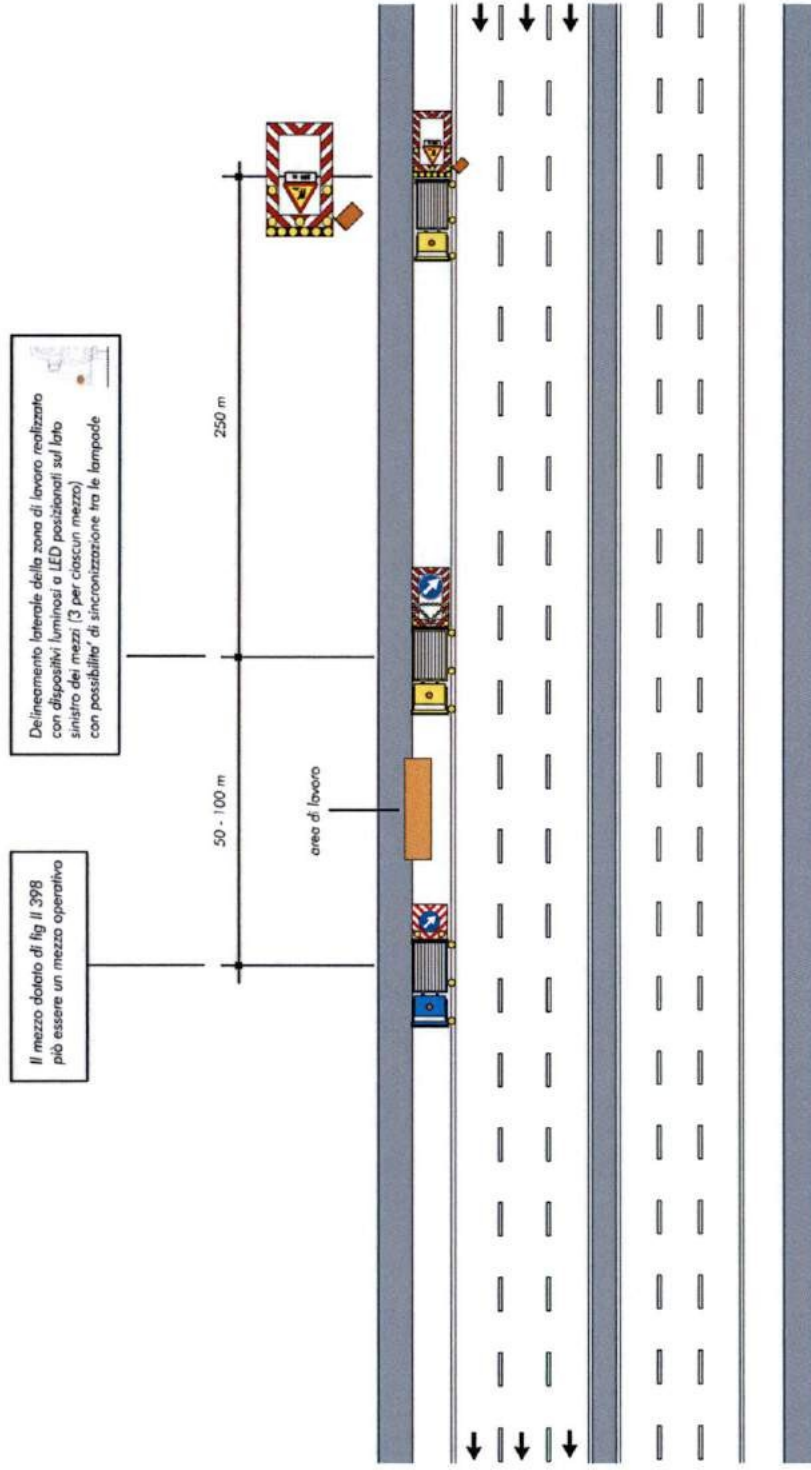 Il mezzo dotato di fig II 398
piò essere un mezzo operativo
Delineamento laterale della zona di lavoro realizzato
con dispositivi luminosi a LED posizionati sul lato
sinistro dei mezzi (3 per ciascun mezzo)
con possibilita' di sincronizzazione tra le lampade
50 - 100 m
250 m
area di lavoro